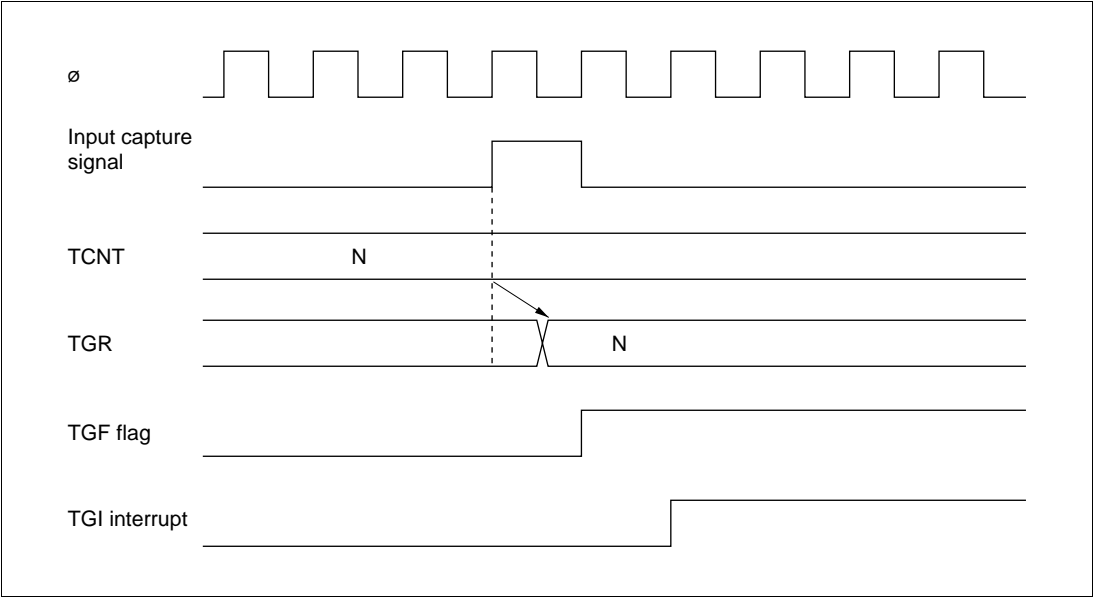 ø
Input capture
signal
TCNT
N
TGR
N
TGF flag
TGI interrupt